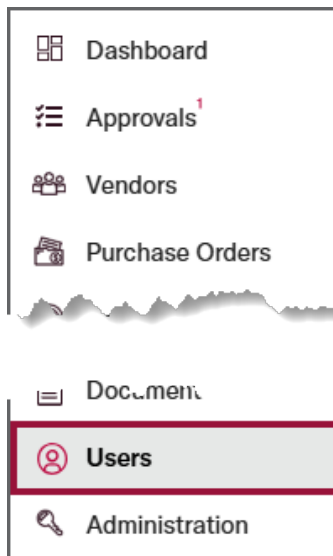 Dashboard
Approvals¹
Vendors
Purchase Orders
Document
Users
Administration